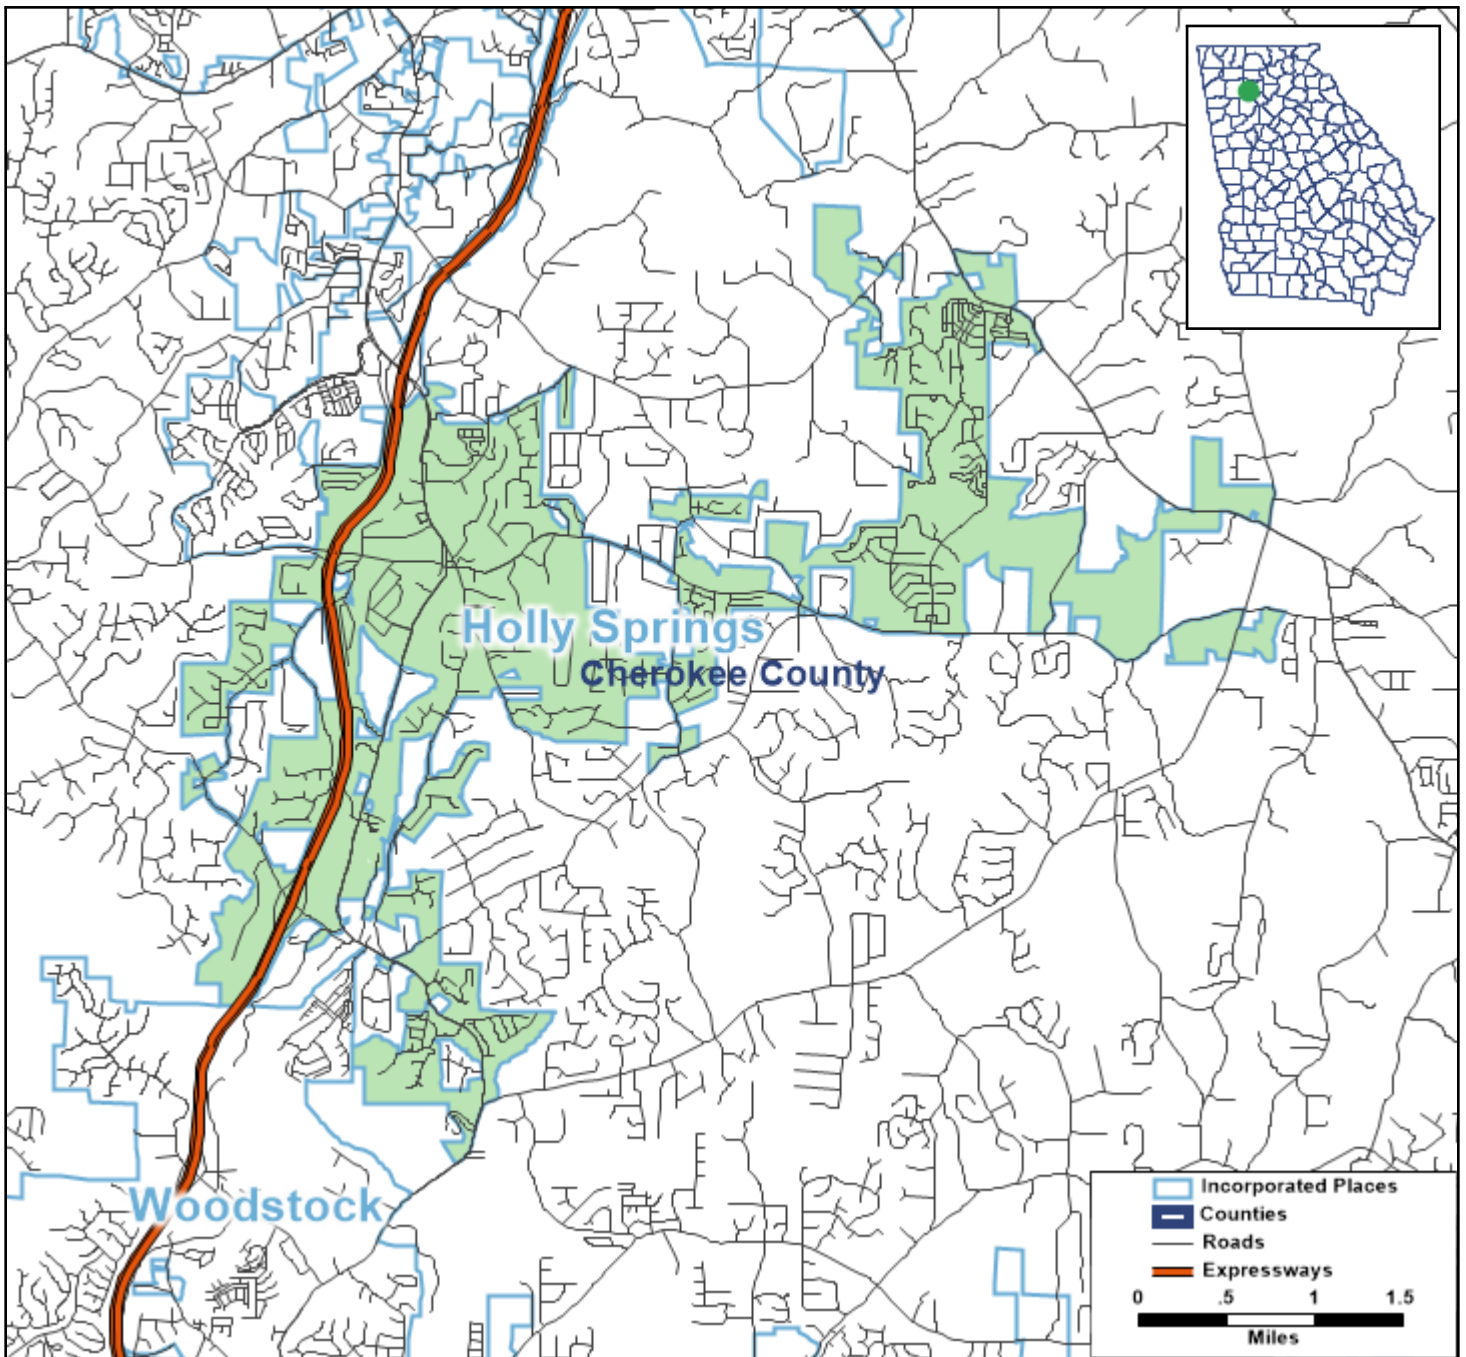 Holly Springs
Cherokee County
Woodstock
Incorporated Places
Counties
Roads
Expressways
0 .5 1 1.5
Miles